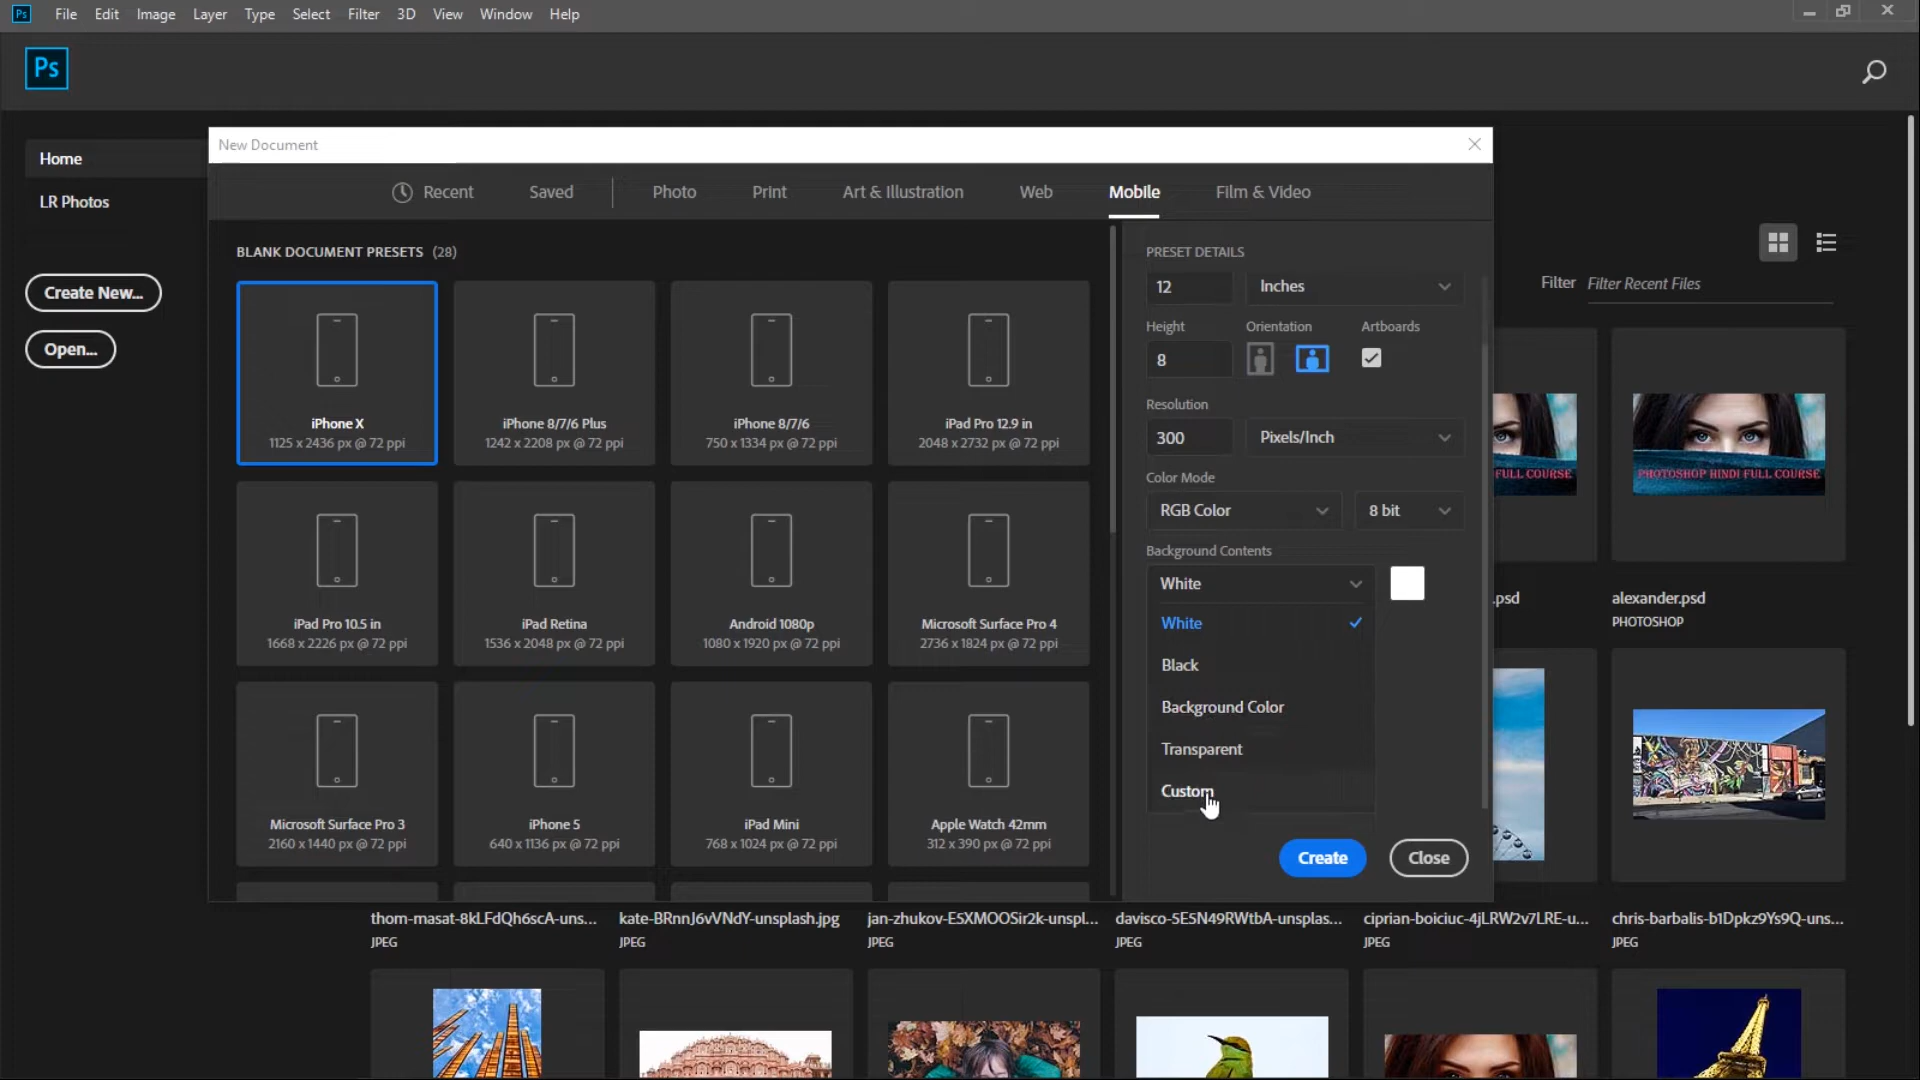 Ps File Edit Image Layer Type Select Filter 3D View Window Help
Ps
New Document
Home
LR Photos
Create New...
Open...
Recent Saved Photo Print Art & Illustration Web Mobile Film & Video
BLANK DOCUMENT PRESETS (28)
iPhone X
1125 x 2436 px @ 72 ppi
iPhone 8/7/6 Plus
1242 x 2208 px @ 72 ppi
iPhone 8/7/6
750 x 1334 px @ 72 ppi
iPad Pro 12.9 in
2048 x 2732 px @ 72 ppi
iPad Pro 10.5 in
1668 x 2226 px @ 72 ppi
iPad Retina
1536 x 2048 px @ 72 ppi
Android 1080p
1080 x 1920 px @ 72 ppi
Microsoft Surface Pro 4
2736 x 1824 px @ 72 ppi
Microsoft Surface Pro 3
2160 x 1440 px @ 72 ppi
iPhone 5
640 x 1136 px @ 72 ppi
iPad Mini
768 x 1024 px @ 72 ppi
Apple Watch 42mm
312 x 390 px @ 72 ppi
PRESET DETAILS
12 Inches
Height Orientation Artboards
8
Resolution
300 Pixels/Inch
Color Mode
RGB Color 8 bit
Background Contents
White
White
Black
Background Color
Transparent
Custom
Create Close
Filter Filter Recent Files
FULL COURSE
PHOTOSHOP HINDI FULL COURSE
.psd
alexander.psd
PHOTOSHOP
thom-masat-8kLFdQh6scA-uns...
JPEG
kate-BRnnJ6vVNdY-unsplash.jpg
JPEG
jan-zhukov-ESXMOOSir2k-unspl...
JPEG
davisco-5E5N49RWtbA-unsplas...
JPEG
ciprian-boiciuc-4jLRW2v7LRE-u...
JPEG
chris-barbalis-b1Dpkz9Ys9Q-uns...
JPEG